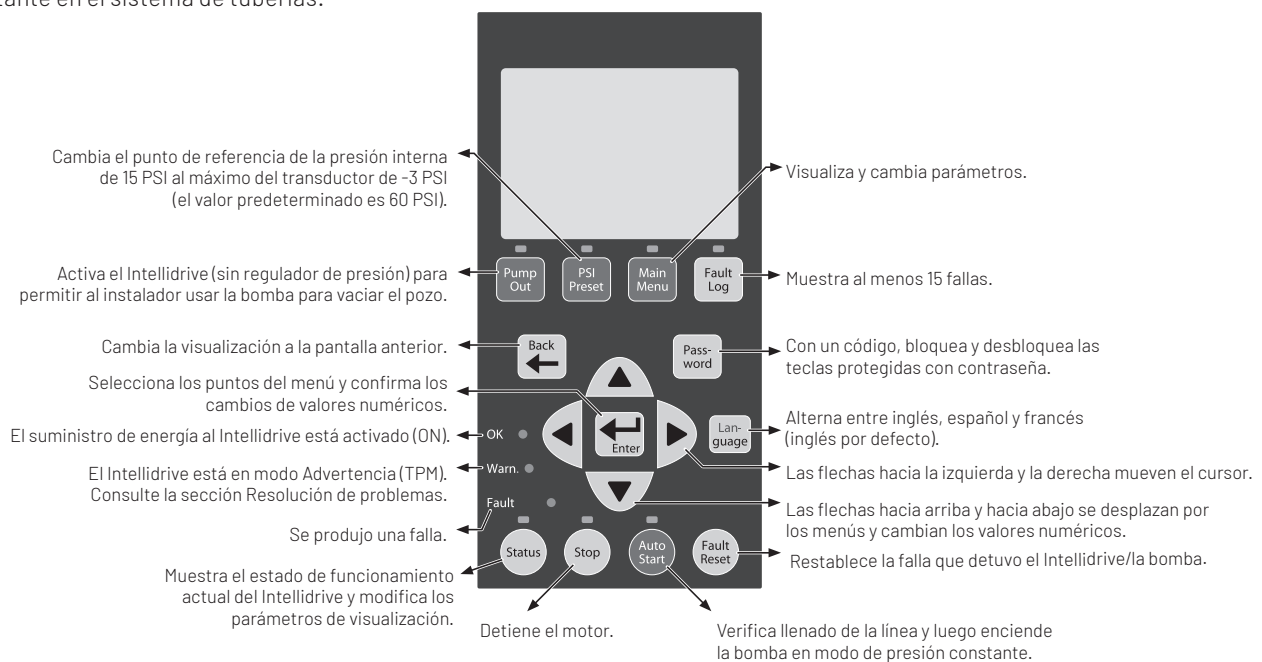 tante en el sistema de tuberías.
Cambia el punto de referencia de la presión interna
de 15 PSI al máximo del transductor de -3 PSI
(el valor predeterminado es 60 PSI).
Visualiza y cambia parámetros.
Activa el Intellidrive (sin regulador de presión) para
permitir al instalador usar la bomba para vaciar el pozo.
Pump
Out
PSI
Preset
Main
Menu
Fault
Log
Muestra al menos 15 fallas.
Cambia la visualización a la pantalla anterior.
Back
Pass-
word
Con un código, bloquea y desbloquea las
teclas protegidas con contraseña.
Selecciona los puntos del menú y confirma los
cambios de valores numéricos.
Enter
Lan-
guage
Alterna entre inglés, español y francés
(inglés por defecto).
El suministro de energía al Intellidrive está activado (ON).
OK
Las flechas hacia la izquierda y la derecha mueven el cursor.
El Intellidrive está en modo Advertencia (TPM).
Consulte la sección Resolución de problemas.
Warn.
Las flechas hacia arriba y hacia abajo se desplazan por
los menús y cambian los valores numéricos.
Fault
Se produjo una falla.
Status
Stop
Auto
Start
Fault
Reset
Restablece la falla que detuvo el Intellidrive/la bomba.
Muestra el estado de funcionamiento
actual del Intellidrive y modifica los
parámetros de visualización.
Detiene el motor.
Verifica llenado de la línea y luego enciende
la bomba en modo de presión constante.